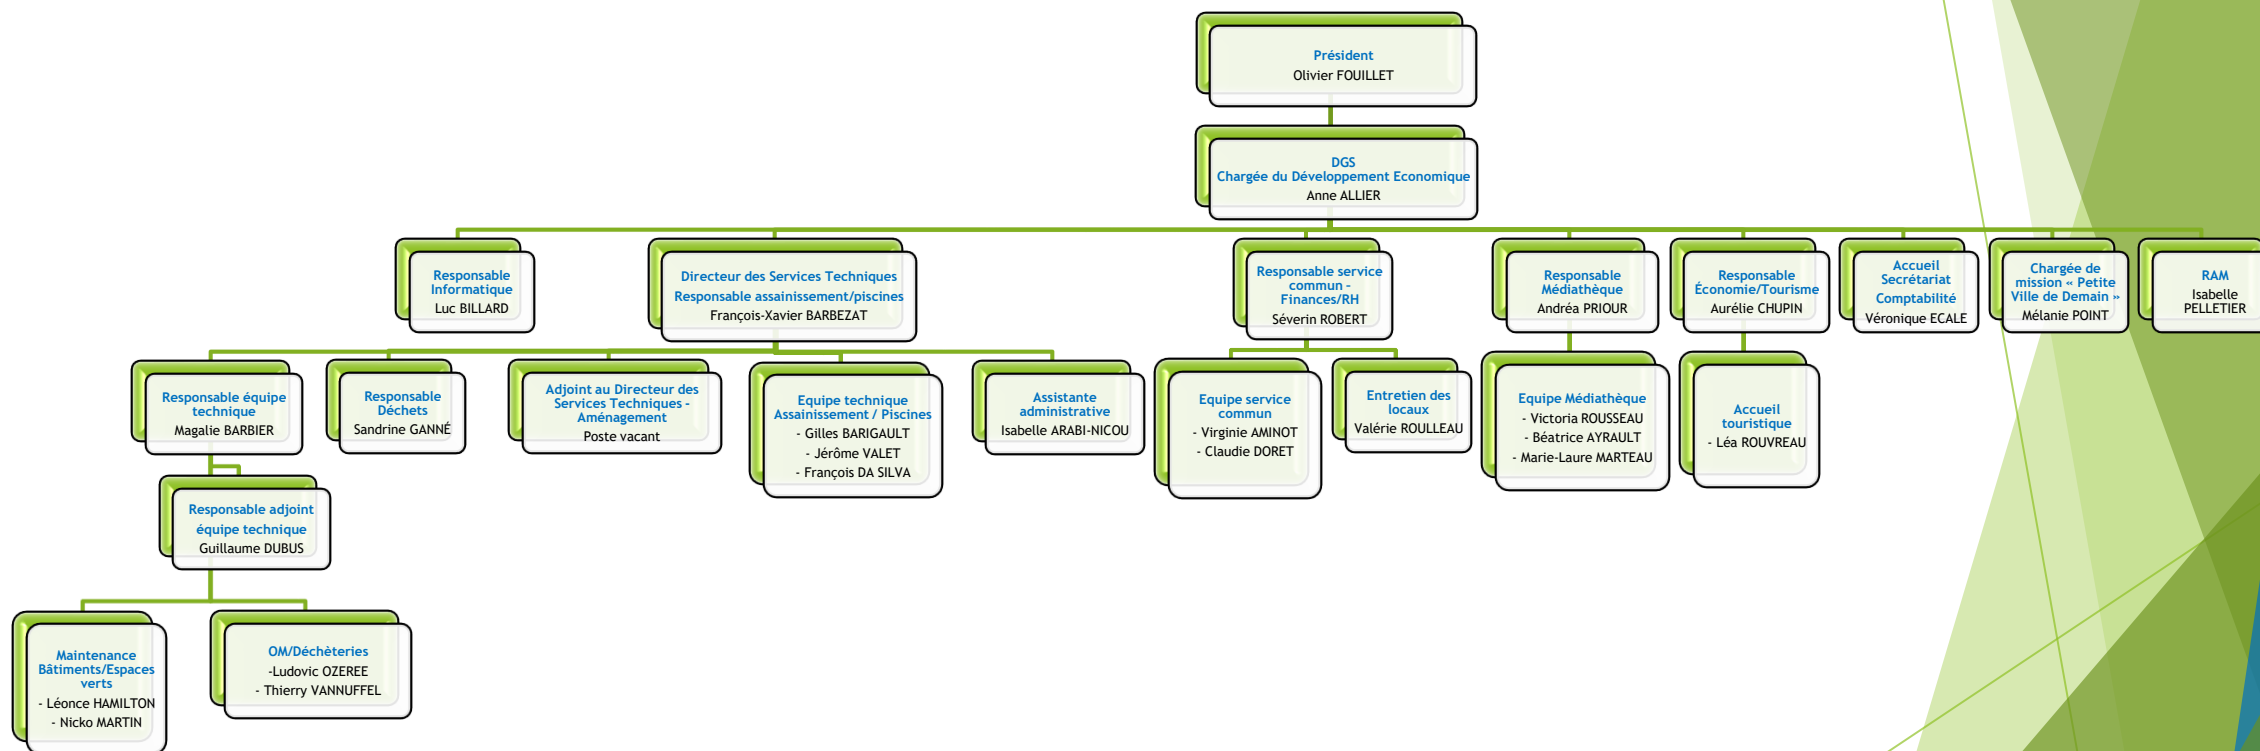 Président
Olivier FOUILLET
DGS
Chargée du Développement Economique
Anne ALLIER
Responsable
Informatique
Luc BILLARD
Directeur des Services Techniques
Responsable assainissement/piscines
François-Xavier BARBEZAT
Responsable service
commun –
Finances/RH
Séverin ROBERT
Responsable
Médiathèque
Andréa PRIOUR
Responsable
Économie/Tourisme
Aurélie CHUPIN
Accueil
Secrétariat
Comptabilité
Véronique ECALE
Chargée de
mission « Petite
Ville de Demain »
Mélanie POINT
RAM
Isabelle
PELLETIER
Responsable équipe
technique
Magalie BARBIER
Responsable
Déchets
Sandrine GANNÉ
Adjoint au Directeur des
Services Techniques -
Aménagement
Poste vacant
Equipe technique
Assainissement / Piscines
- Gilles BARIGAULT
- Jérôme VALET
- François DA SILVA
Assistante
administrative
Isabelle ARABI-NICOU
Equipe service
commun
- Virginie AMINOT
- Claudie DORET
Entretien des
locaux
Valérie ROULLEAU
Equipe Médiathèque
- Victoria ROUSSEAU
- Béatrice AYRAULT
- Marie-Laure MARTEAU
Accueil
touristique
- Léa ROUVREAU
Responsable adjoint
équipe technique
Guillaume DUBUS
Maintenance
Bâtiments/Espaces
verts
- Léonce HAMILTON
- Nicko MARTIN
OM/Déchèteries
-Ludovic OZEREE
- Thierry VANNUFFEL